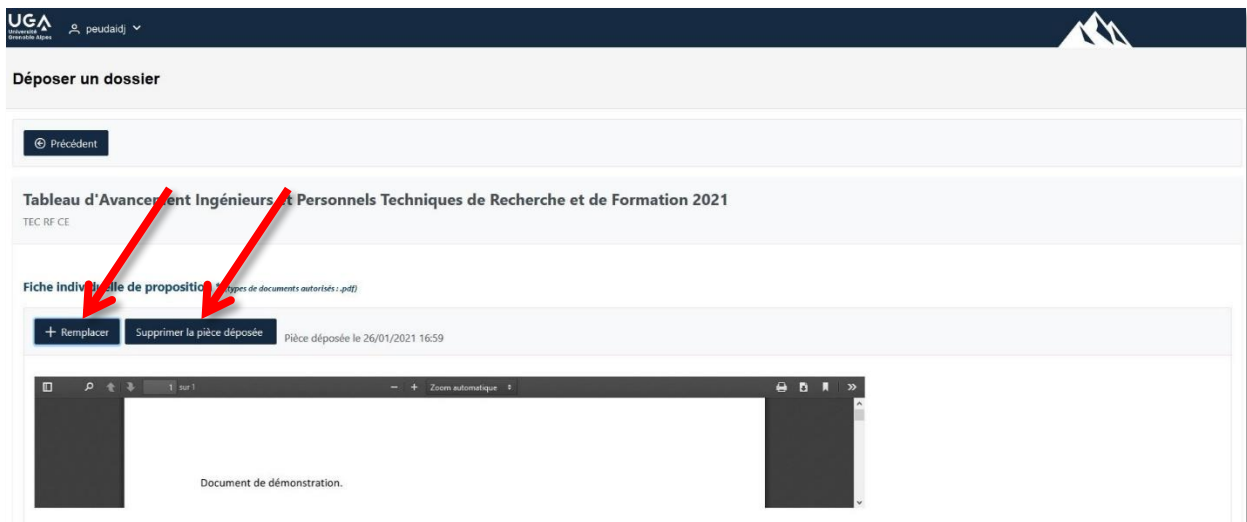 UGA
Université
Grenoble Alpes
peudaidj
Déposer un dossier
Précédent
Tableau d'Avancement Ingénieurs et Personnels Techniques de Recherche et de Formation 2021
TEC RF CE
Fiche individuelle de proposition * (types de documents autorisés : .pdf)
+ Remplacer Supprimer la pièce déposée Pièce déposée le 26/01/2021 16:59
1 sur 1 − + Zoom automatique
Document de démonstration.